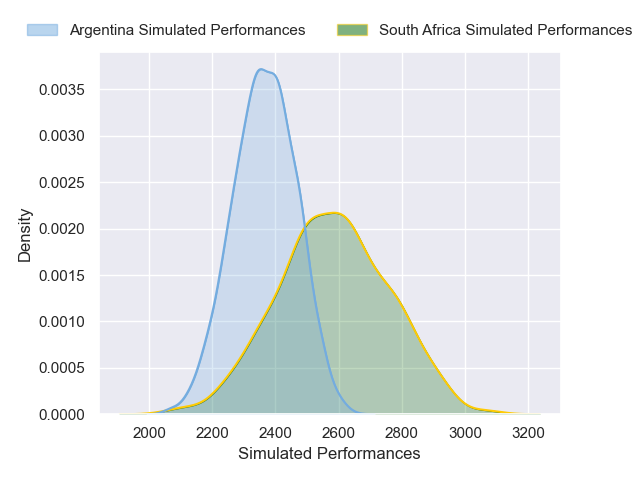 Argentina Simulated Performances
South Africa Simulated Performances
0.0035
0.0030
0.0025
0.0020
0.0015
0.0010
0.0005
0.0000
Density
2000 2200 2400 2600 2800 3000 3200
Simulated Performances